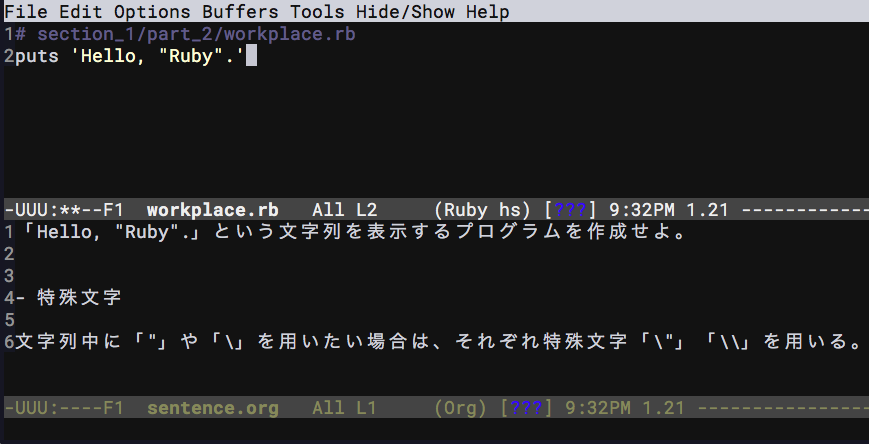 File Edit Options Buffers Tools Hide/Show Help
1# section_1/part_2/workplace.rb
2puts 'Hello, "Ruby".'
-UUU:**--F1  workplace.rb   All L2     (Ruby hs) [???] 9:32PM 1.21 ------------
1「Hello, "Ruby".」という文字列を表示するプログラムを作成せよ。
2
3
4- 特殊文字
5
6文字列中に「"」や「\」を用いたい場合は、それぞれ特殊文字「\"」「\\」を用いる。
-UUU:----F1  sentence.org   All L1     (Org) [???] 9:32PM 1.21 ----------------